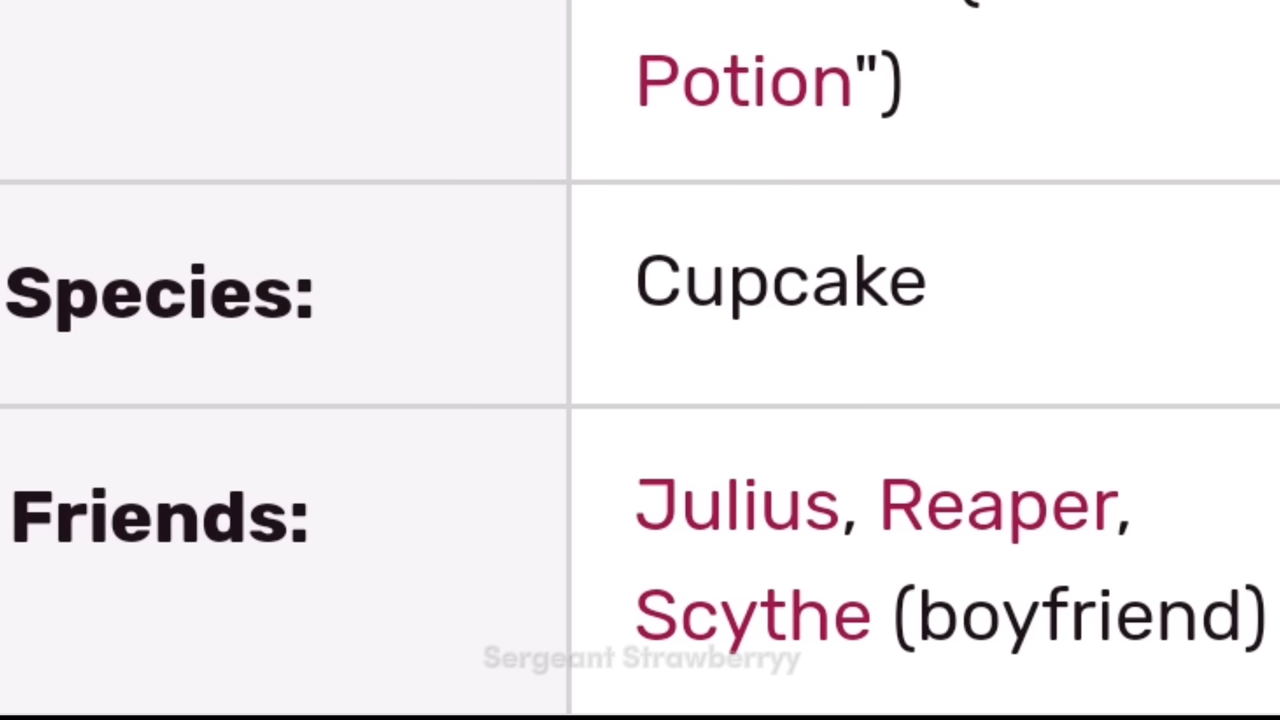 Potion")
Species:
Cupcake
Friends:
Julius, Reaper,
Scythe (boyfriend)
Sergeant Strawberryy